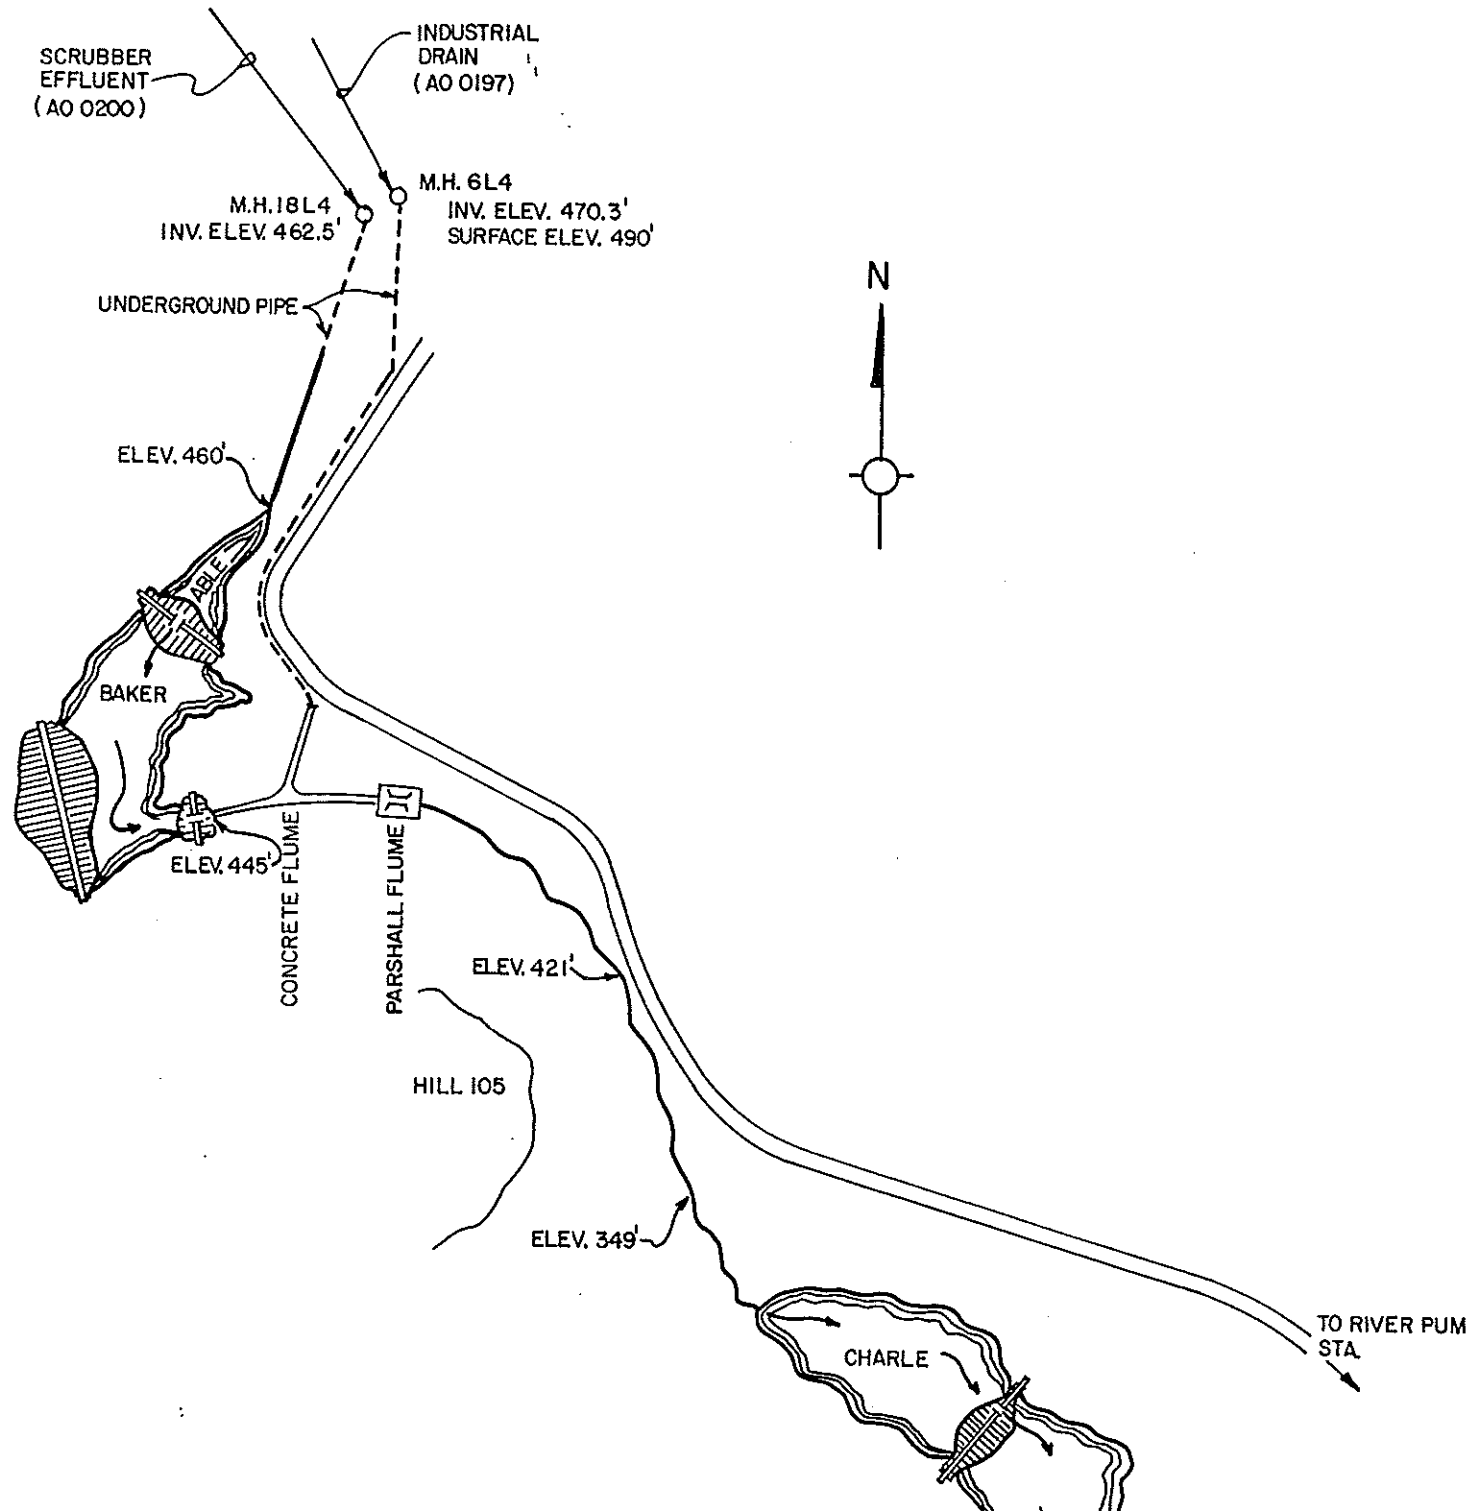 SCRUBBER
EFFLUENT
(AO 0200)
INDUSTRIAL
DRAIN
(AO 0197)
M.H. 6L4
INV. ELEV. 470.3'
SURFACE ELEV. 490'
M.H. 18L4
INV. ELEV. 462.5'
N
UNDERGROUND PIPE
ELEV. 460'
ABLE
BAKER
ELEV. 445'
CONCRETE FLUME
PARSHALL FLUME
ELEV. 421'
HILL 105
ELEV. 349'
TO RIVER PUM
STA.
CHARLE